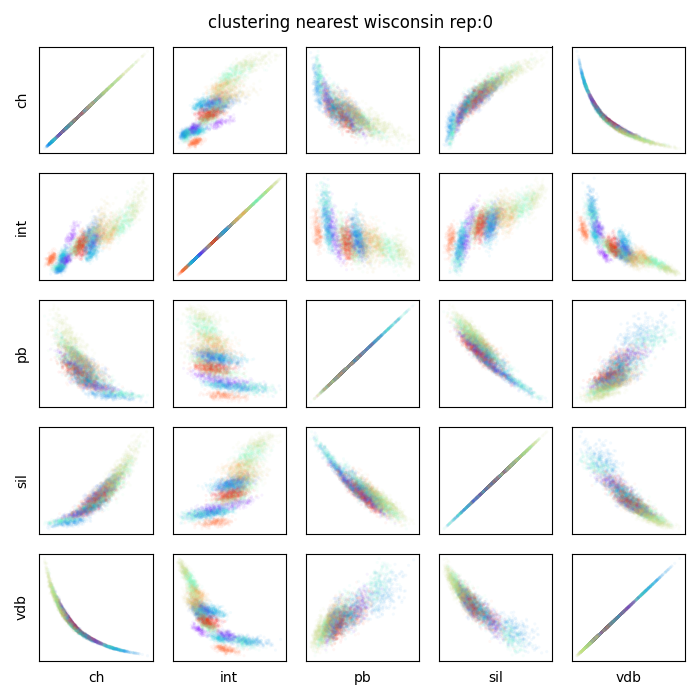 clustering nearest wisconsin rep:0
ch
int
pb
sil
vdb
ch
int
pb
sil
vdb